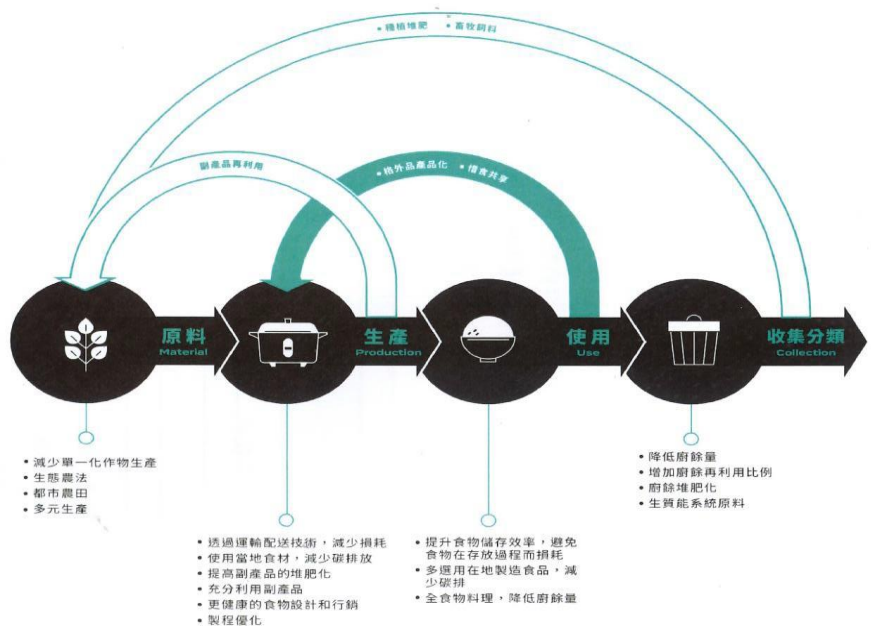 • 種植堆肥 • 畜牧飼料
副產品再利用
• 格外品產品化 • 惜食共享
原料
Material
生產
Production
使用
Use
收集分類
Collection
• 減少單一化作物生產
• 生態農法
• 都市農田
• 多元生產
• 透過運輸配送技術，減少損耗
• 使用當地食材，減少碳排放
• 提高副產品的堆肥化
• 充分利用副產品
• 更健康的食物設計和行銷
• 製程優化
• 提升食物儲存效率，避免
食物在存放過程而損耗
• 多選用在地製造食品，減
少碳排
• 全食物料理，降低廚餘量
• 降低廚餘量
• 增加廚餘再利用比例
• 廚餘堆肥化
• 生質能系統原料